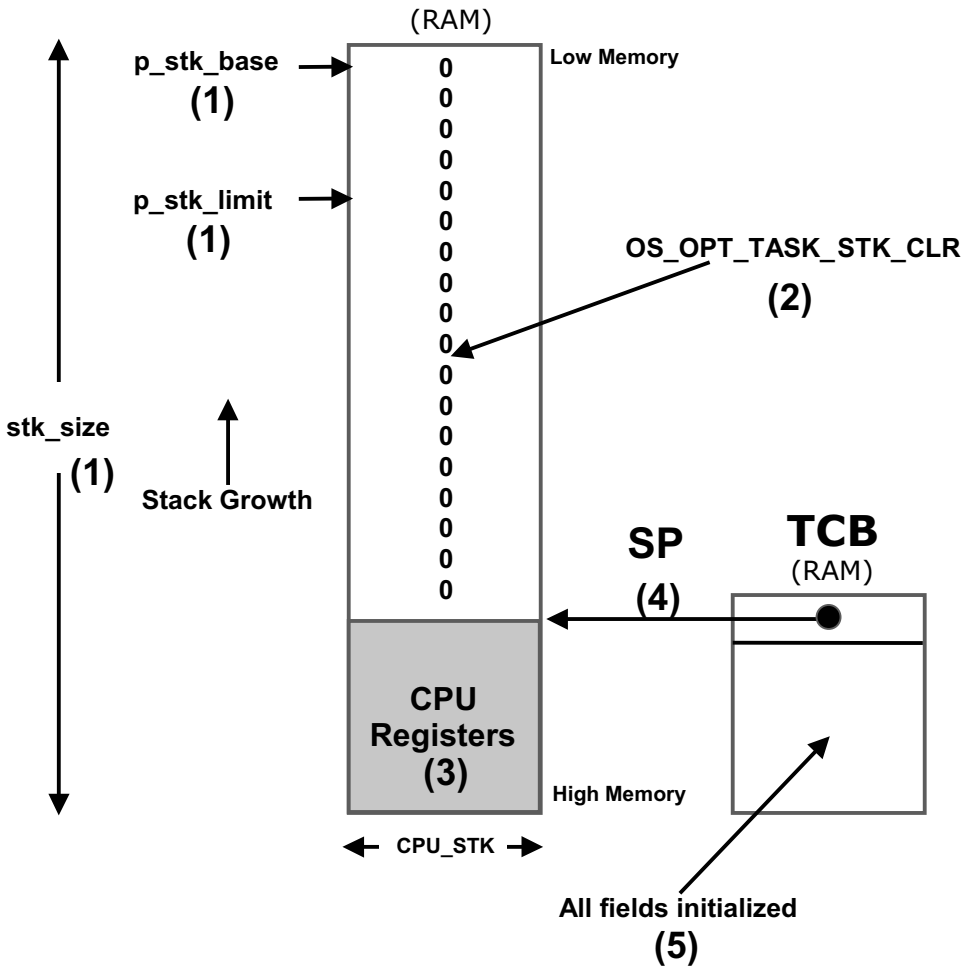 (RAM)
p_stk_base
(1)
Low Memory
0
0
0
0
p_stk_limit
(1)
0
0
0
0
0
0
OS_OPT_TASK_STK_CLR
(2)
0
0
0
0
0
0
0
0
stk_size
(1)
Stack Growth
SP
(4)
TCB
(RAM)
CPU
Registers
(3)
High Memory
CPU_STK
All fields initialized
(5)